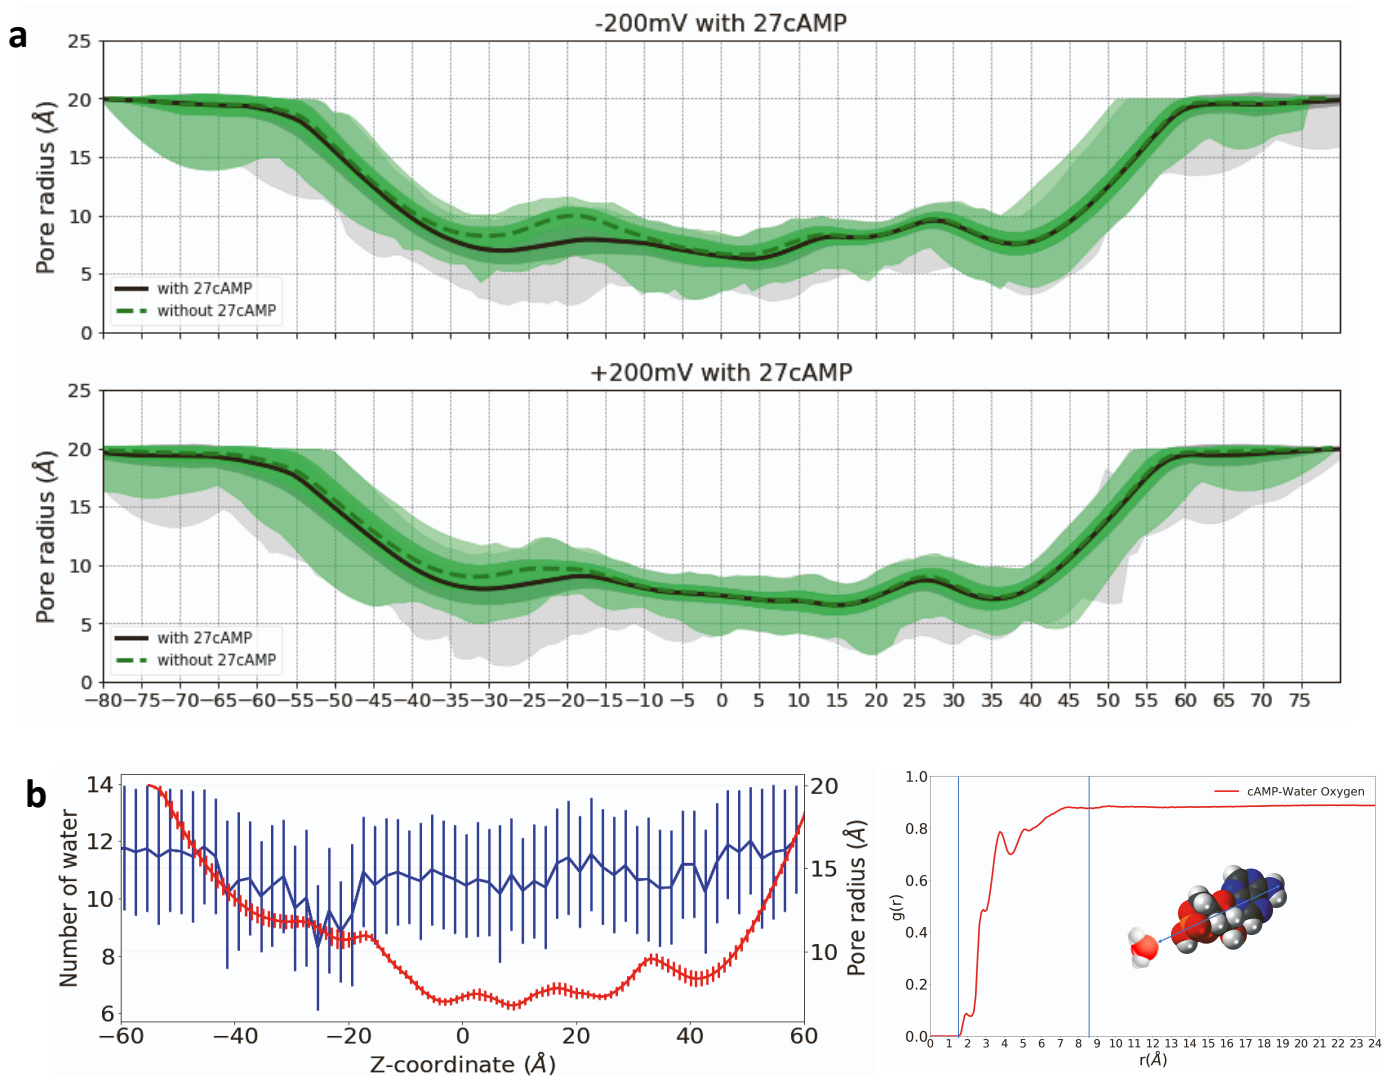 a
-200mV with 27cAMP
Pore radius (Å)
25
20
15
10
5
0
with 27cAMP
without 27cAMP
+200mV with 27cAMP
Pore radius (Å)
25
20
15
10
5
0
with 27cAMP
without 27cAMP
−80 −75 −70 −65 −60 −55 −50 −45 −40 −35 −30 −25 −20 −15 −10 −5 0 5 10 15 20 25 30 35 40 45 50 55 60 65 70 75
b
Number of water
14
12
10
8
6
20
15
10
Pore radius (Å)
−60 −40 −20 0 20 40 60
Z-coordinate (Å)
g(r)
1.0
0.8
0.6
0.4
0.2
0.0
cAMP-Water Oxygen
0 1 2 3 4 5 6 7 8 9 10 11 12 13 14 15 16 17 18 19 20 21 22 23 24
r(Å)